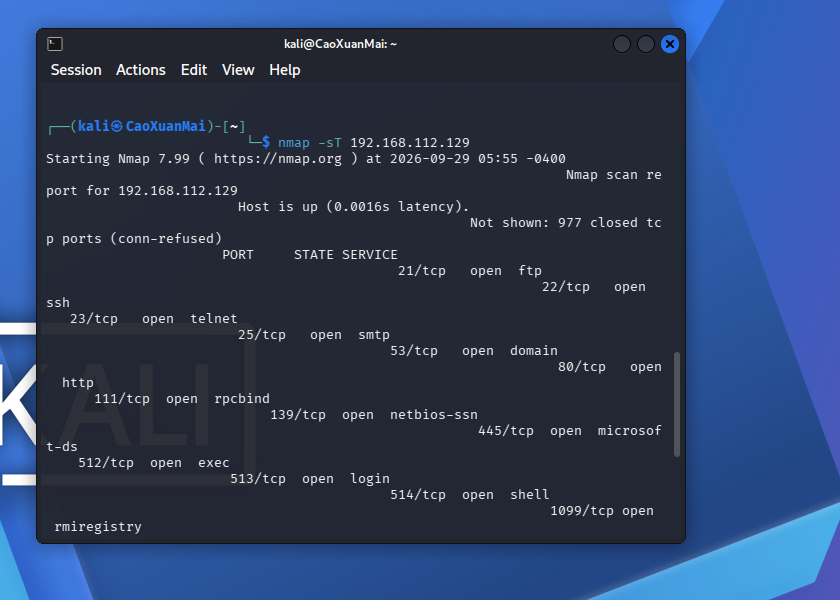 kali@CaoXuanMai: ~
Session Actions Edit View Help
┌──(kali㉿CaoXuanMai)-[~]
└─$ nmap -sT 192.168.112.129
Starting Nmap 7.99 ( https://nmap.org ) at 2026-09-29 05:55 -0400
Nmap scan re
port for 192.168.112.129
Host is up (0.0016s latency).
Not shown: 977 closed tc
p ports (conn-refused)
PORT     STATE SERVICE
21/tcp   open  ftp
22/tcp   open
ssh
23/tcp   open  telnet
25/tcp   open  smtp
53/tcp   open  domain
80/tcp   open
http
111/tcp  open  rpcbind
139/tcp  open  netbios-ssn
445/tcp  open  microsof
t-ds
512/tcp  open  exec
513/tcp  open  login
514/tcp  open  shell
1099/tcp open
rmiregistry
KALI